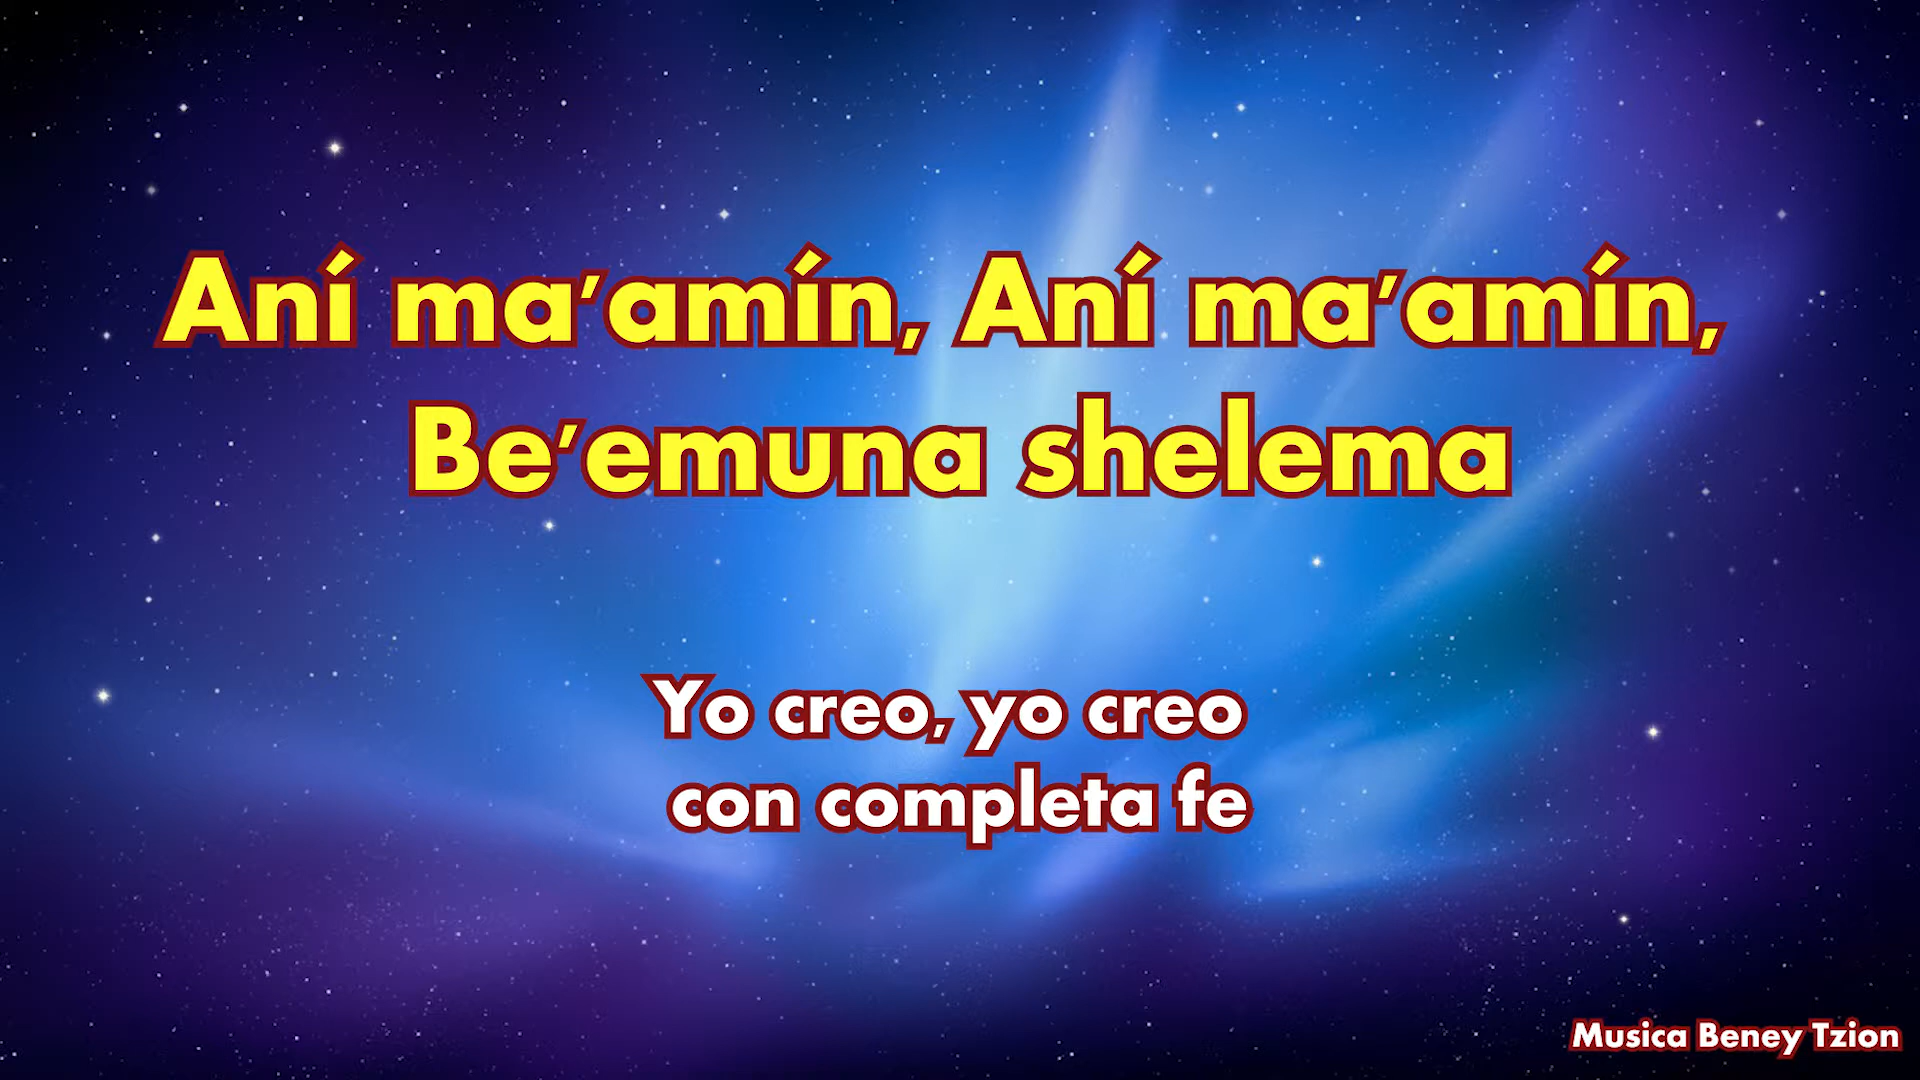 Aní ma'amín, Aní ma'amín,
Be'emuna shelema
Yo creo, yo creo
con completa fe
Musica Beney Tzion